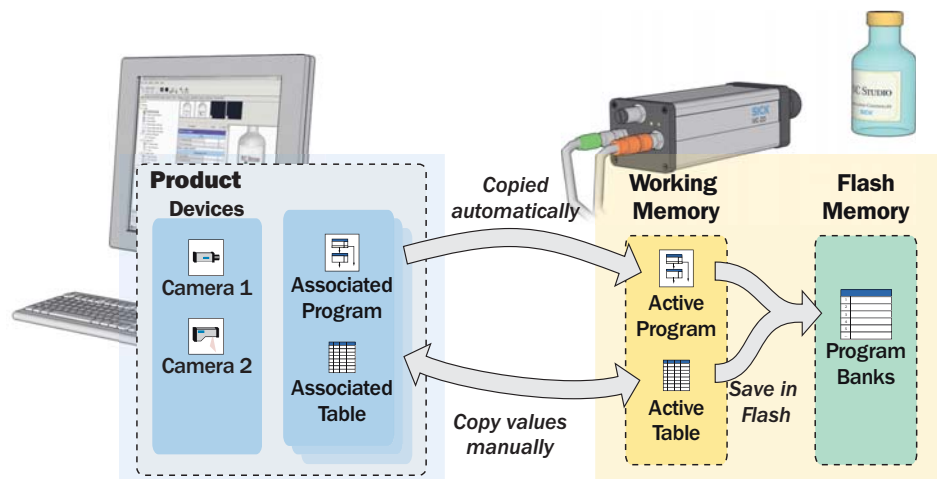 Product
Devices
Camera 1
Camera 2
Associated
Program
Associated
Table
Copied
automatically
Copy values
manually
SICK
Working
Memory
Active
Program
Active
Table
Save in
Flash
Flash
Memory
Program
Banks
STUDIO